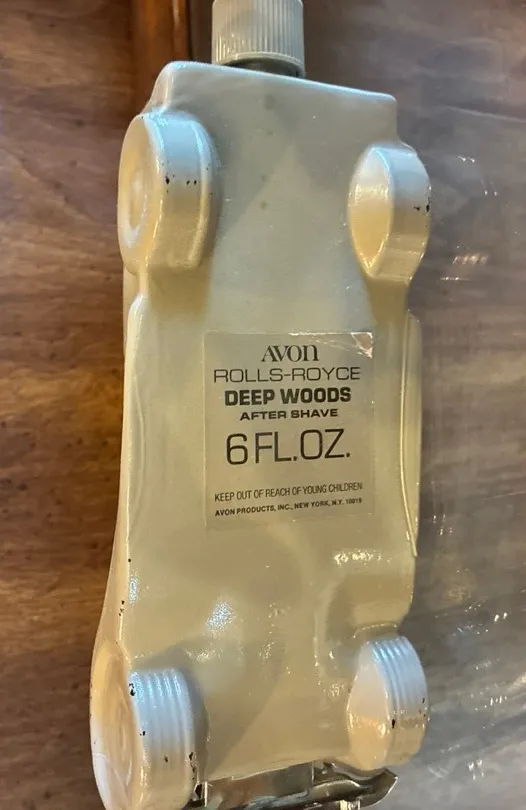 AVON
ROLLS-ROYCE
DEEP WOODS
AFTER SHAVE
6 FL.OZ.
KEEP OUT OF REACH OF YOUNG CHILDREN
AVON PRODUCTS, INC., NEW YORK, N.Y. 10019